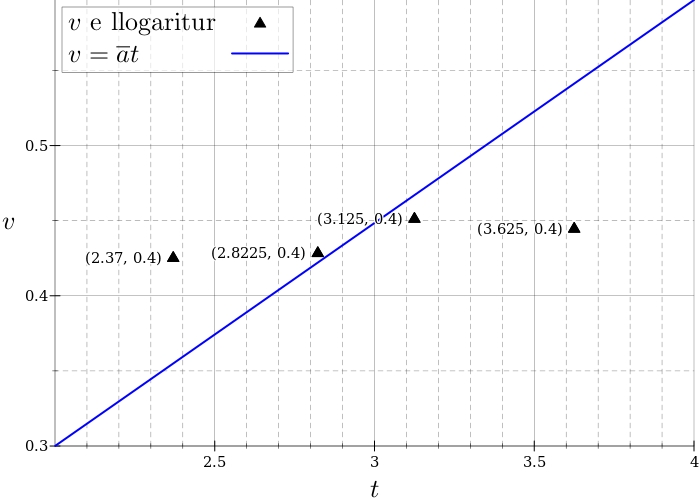 v e llogaritur
v = a̅t
0.5
v
(3.125, 0.4)
(3.625, 0.4)
(2.8225, 0.4)
(2.37, 0.4)
0.4
0.3
2.5
3
3.5
4
t